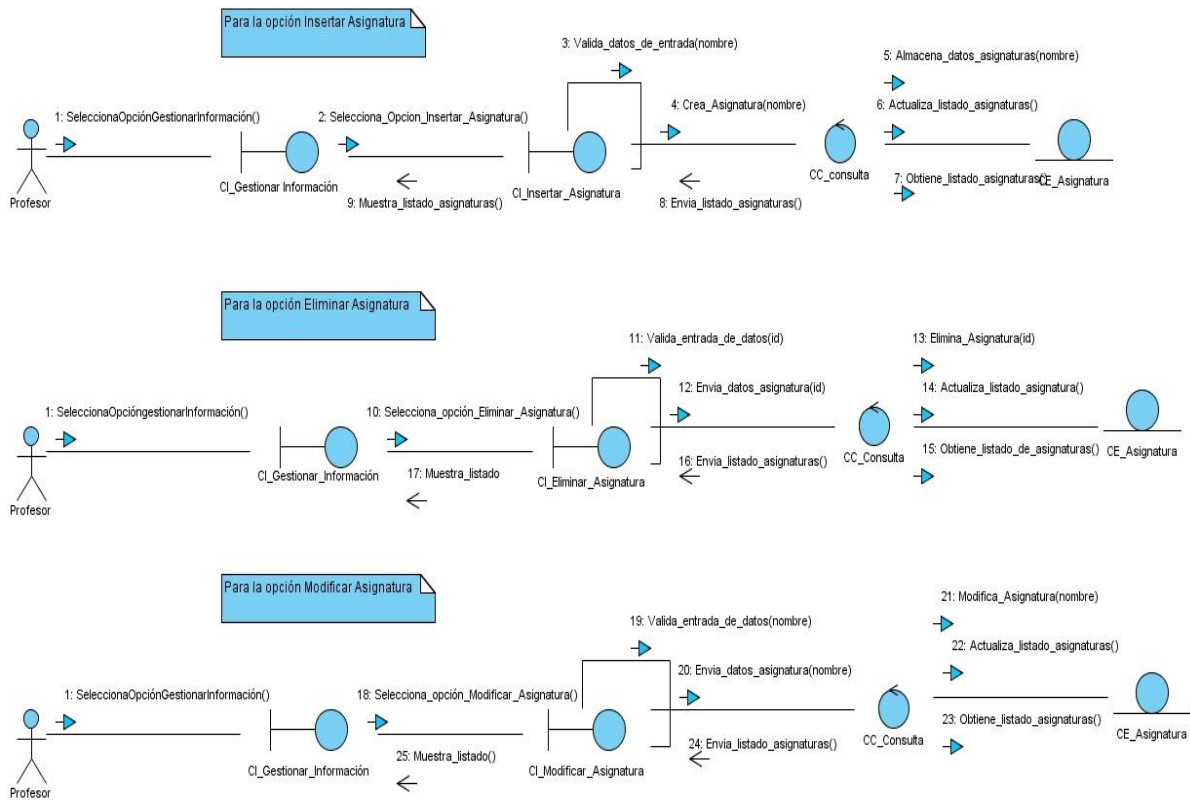 Para la opción Insertar Asignatura
3: Valida_datos_de_entrada(nombre)
5: Almacena_datos_asignaturas(nombre)
1: SeleccionaOpciónGestionarInformación()
2: Selecciona_Opcion_Insertar_Asignatura()
4: Crea_Asignatura(nombre)
6: Actualiza_listado_asignaturas()
Profesor
CI_Gestionar Información
9: Muestra_listado_asignaturas()
CI_Insertar_Asignatura
8: Envia_listado_asignaturas()
CC_consulta
7: Obtiene_listado_asignaturas()
CE_Asignatura
Para la opción Eliminar Asignatura
11: Valida_entrada_de_datos(id)
13: Elimina_Asignatura(id)
1: SeleccionaOpcióngestionarInformación()
10: Selecciona_opción_Eliminar_Asignatura()
12: Envia_datos_asignatura(id)
14: Actualiza_listado_asignatura()
Profesor
CI_Gestionar_Información
17: Muestra_listado
CI_Eliminar_Asignatura
16: Envia_listado_asignaturas()
CC_Consulta
15: Obtiene_listado_de_asignaturas()
CE_Asignatura
Para la opción Modificar Asignatura
19: Valida_entrada_de_datos(nombre)
21: Modifica_Asignatura(nombre)
1: SeleccionaOpciónGestionarInformación()
18: Selecciona_opción_Modificar_Asignatura()
20: Envia_datos_asignatura(nombre)
22: Actualiza_listado_asignaturas()
Profesor
CI_Gestionar_Información
25: Muestra_listado()
CI_Modificar_Asignatura
24: Envia_listado_asignaturas()
CC_Consulta
23: Obtiene_listado_asignaturas()
CE_Asignatura